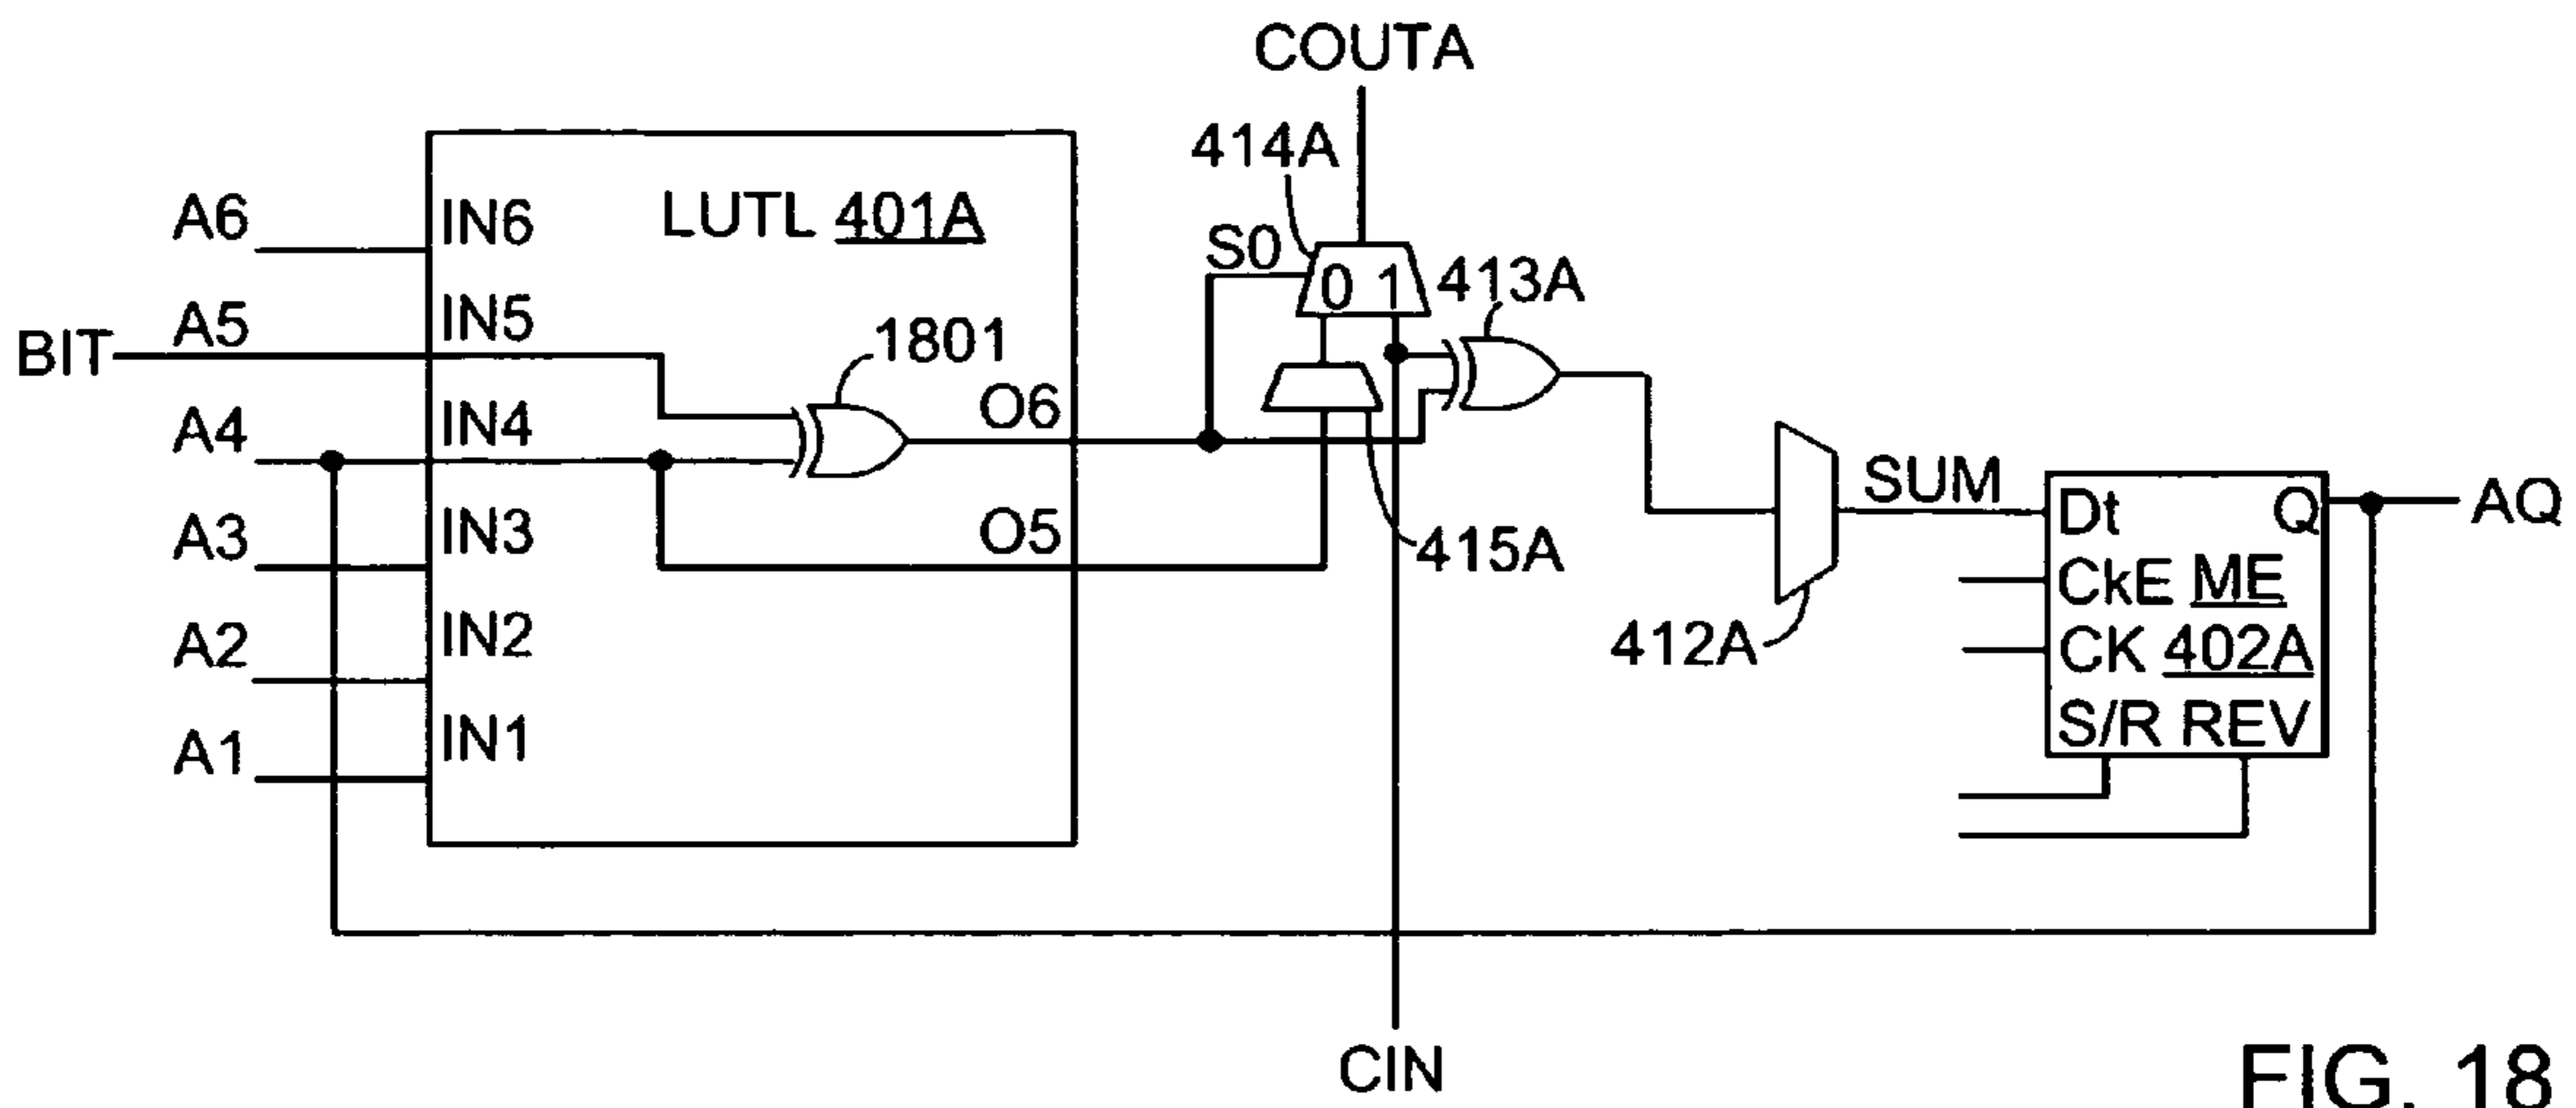 COUTA
414A
A6
IN6
LUTL 401A
S0
0 1
413A
BIT
A5
IN5
1801
A4
IN4
O6
SUM
Dt
Q
AQ
A3
IN3
O5
415A
CkE ME
A2
IN2
412A
CK 402A
A1
IN1
S/R REV
CIN
FIG. 18